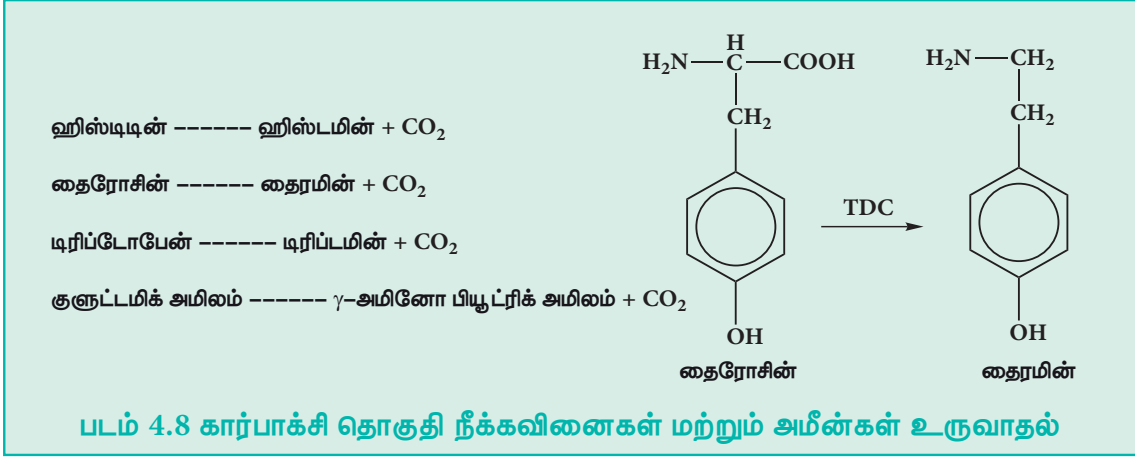 ஹிஸ்டிடின் ------ ஹிஸ்டமின் + CO₂
தைரோசின் ------ தைரமின் + CO₂
டிரிப்டோபேன் ------ டிரிப்டமின் + CO₂
குளுட்டமிக் அமிலம் ------ γ-அமினோ பியூட்ரிக் அமிலம் + CO₂
H
H₂N—C—COOH
CH₂
OH
தைரோசின்
TDC
H₂N—CH₂
CH₂
OH
தைரமின்
படம் 4.8 கார்பாக்சி தொகுதி நீக்கவினைகள் மற்றும் அமீன்கள் உருவாதல்